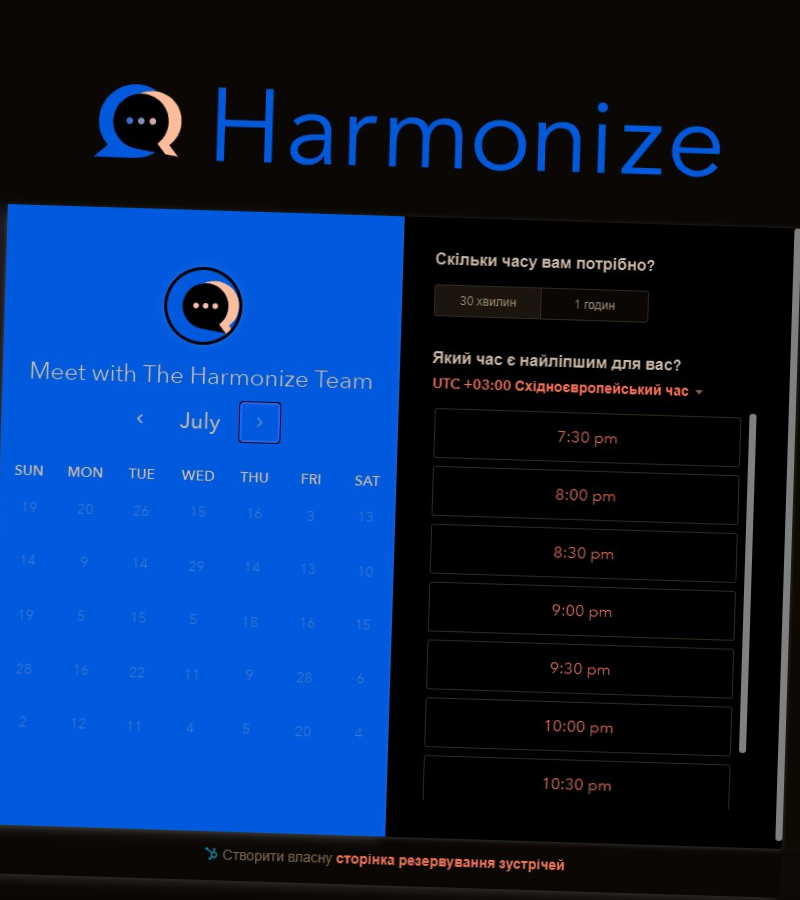 Harmonize
Meet with The Harmonize Team
July
SUN MON TUE WED THU FRI SAT
19 20 26 15 16 3 13
14 9 14 29 14 13 10
19 5 15 5 18 16 15
28 16 22 11 9 28 6
2 12 11 4 5 20 4
Скільки часу вам потрібно?
30 хвилин 1 годин
Який час є найліпшим для вас?
UTC +03:00 Східноєвропейський час
7:30 pm
8:00 pm
8:30 pm
9:00 pm
9:30 pm
10:00 pm
10:30 pm
Створити власну сторінка резервування зустрічей